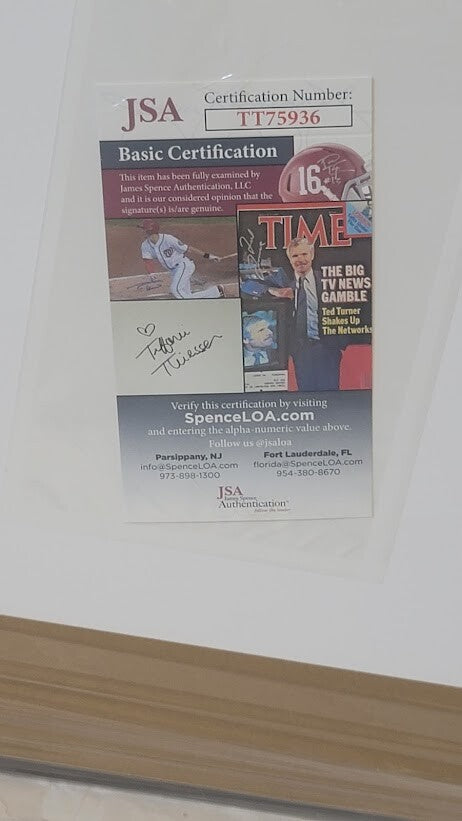 JSA
Certification Number:
TT75936
Basic Certification
This item has been fully examined by
James Spence Authentication, LLC
and it is our considered opinion that the
signature(s) is/are genuine.
16
TIME
THE BIG
TV NEWS
GAMBLE
Ted Turner
Shakes Up
The Networks
Tiffani
Thiessen
Verify this certification by visiting
SpenceLOA.com
and entering the alpha-numeric value above.
Follow us @jsaloa
Parsippany, NJ
info@SpenceLOA.com
973-898-1300
Fort Lauderdale, FL
florida@SpenceLOA.com
954-380-8670
JSA
James Spence
Authentication